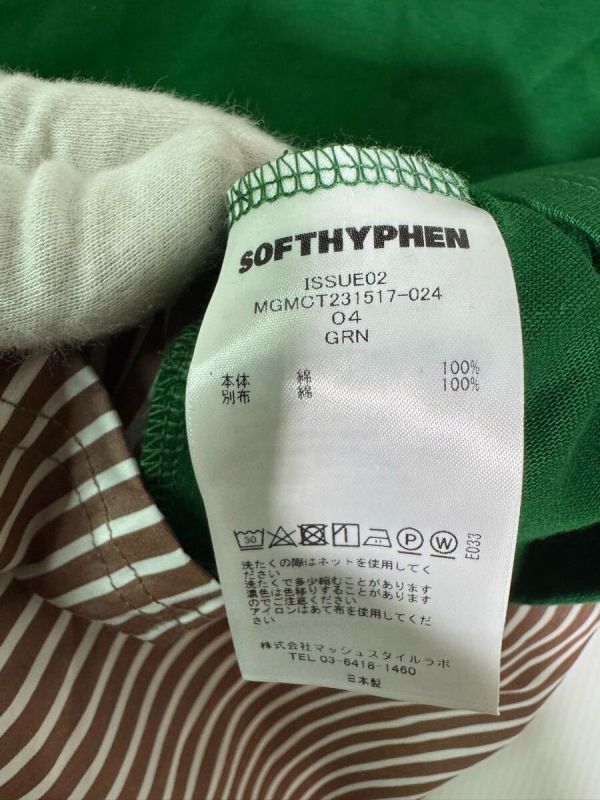 SOFTHYPHEN
ISSUE02
MGMCT231517-024
04
GRN
本体 綿 100%
別布 綿 100%
30 P W E033
洗たくの際はネットを使用してく
ださい
洗たくで多少縮むことがあります
濃色は色移りすることがあります
のでご注意ください
アイロンはあて布を使用してくだ
さい
株式会社マッシュスタイルラボ
TEL 03-6418-1460
日本製